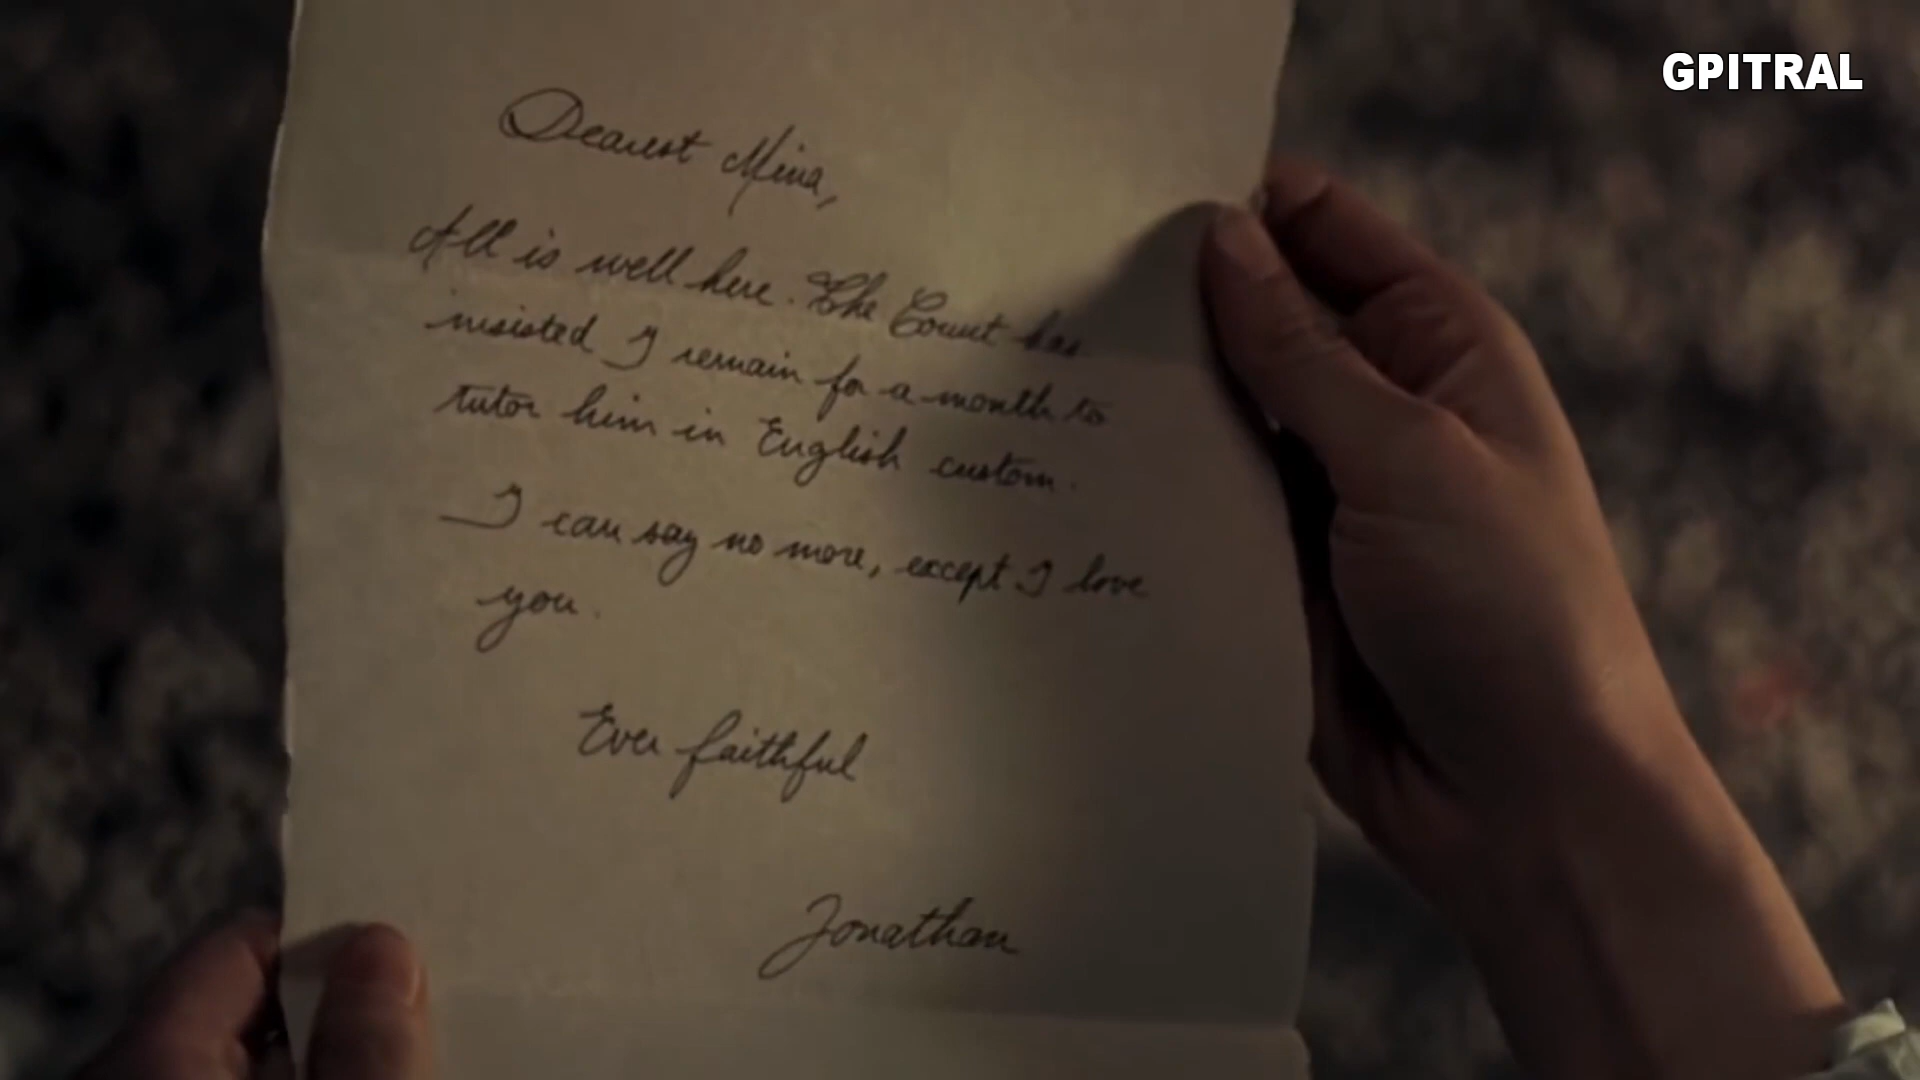 GPITRAL
Dearest Mina,
All is well here. The Count has
insisted I remain for a month to
tutor him in English custom.
I can say no more, except I love
you.
Ever faithful
Jonathan